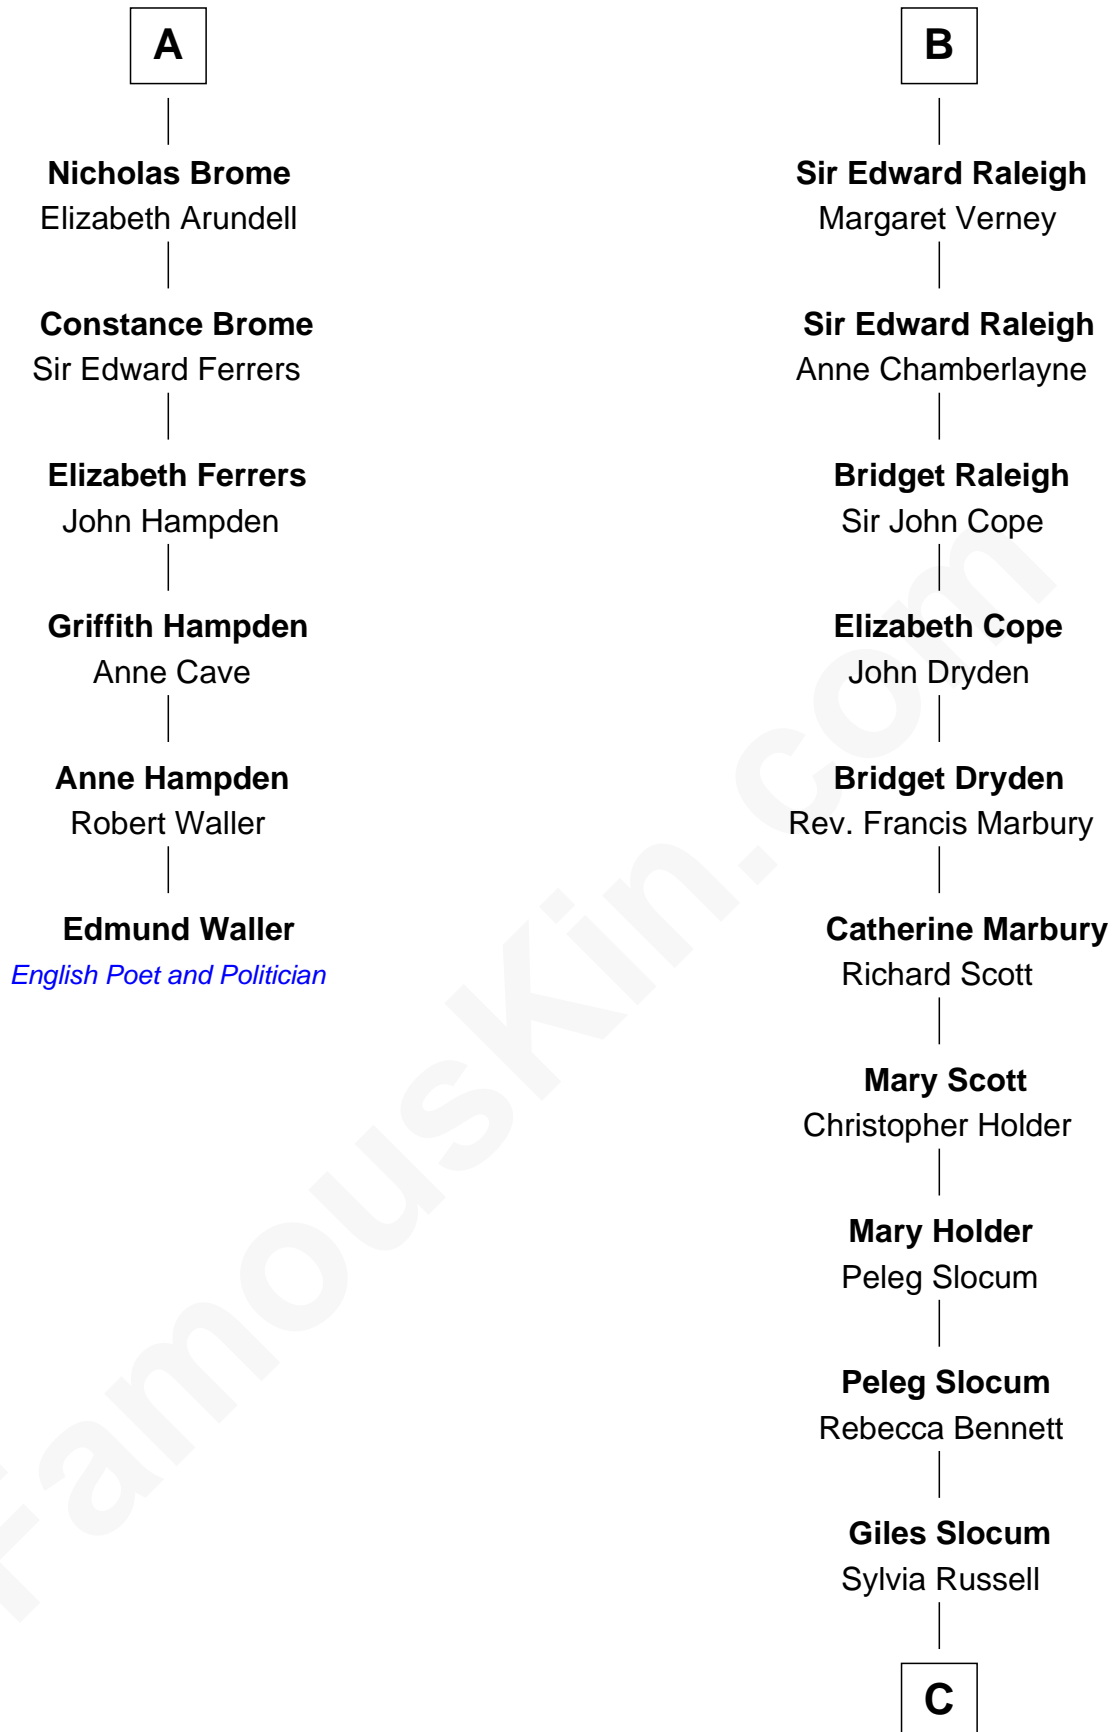 A
Nicholas Brome
Elizabeth Arundell
Constance Brome
Sir Edward Ferrers
Elizabeth Ferrers
John Hampden
Griffith Hampden
Anne Cave
Anne Hampden
Robert Waller
Edmund Waller
English Poet and Politician
B
Sir Edward Raleigh
Margaret Verney
Sir Edward Raleigh
Anne Chamberlayne
Bridget Raleigh
Sir John Cope
Elizabeth Cope
John Dryden
Bridget Dryden
Rev. Francis Marbury
Catherine Marbury
Richard Scott
Mary Scott
Christopher Holder
Mary Holder
Peleg Slocum
Peleg Slocum
Rebecca Bennett
Giles Slocum
Sylvia Russell
C
FamousKin.com